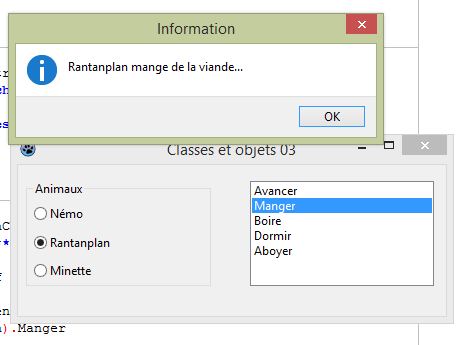 Information
Rantanplan mange de la viande...
OK
Classes et objets 03
Animaux
Némo
Rantanplan
Minette
Avancer
Manger
Boire
Dormir
Aboyer
).Manger